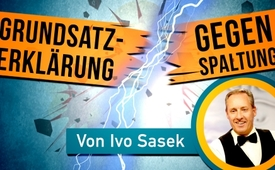 GRUNDSATZ-
ERKLÄRUNG
GEGEN
SPALTUNG
Von Ivo Sasek